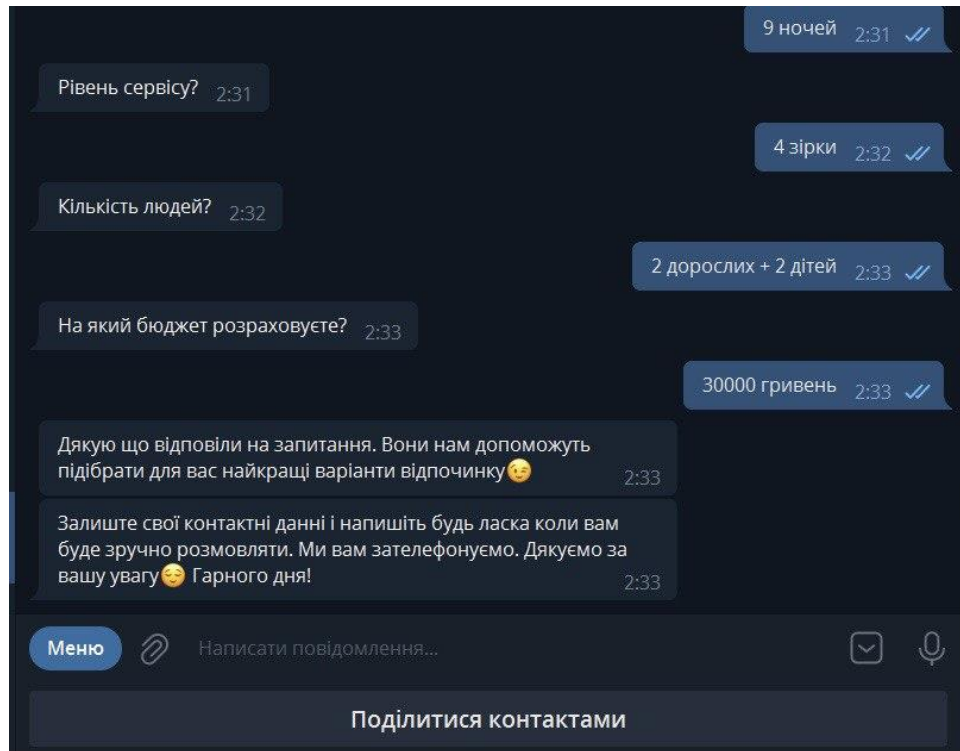 9 ночей 2:31
Рівень сервісу? 2:31
4 зірки 2:32
Кількість людей? 2:32
2 дорослих + 2 дітей 2:33
На який бюджет розраховуєте? 2:33
30000 гривень 2:33
Дякую що відповіли на запитання. Вони нам допоможуть
підібрати для вас найкращі варіанти відпочинку😉 2:33
Залиште свої контактні данні і напишіть будь ласка коли вам
буде зручно розмовляти. Ми вам зателефонуємо. Дякуємо за
вашу увагу😌 Гарного дня! 2:33
Меню Написати повідомлення...
Поділитися контактами